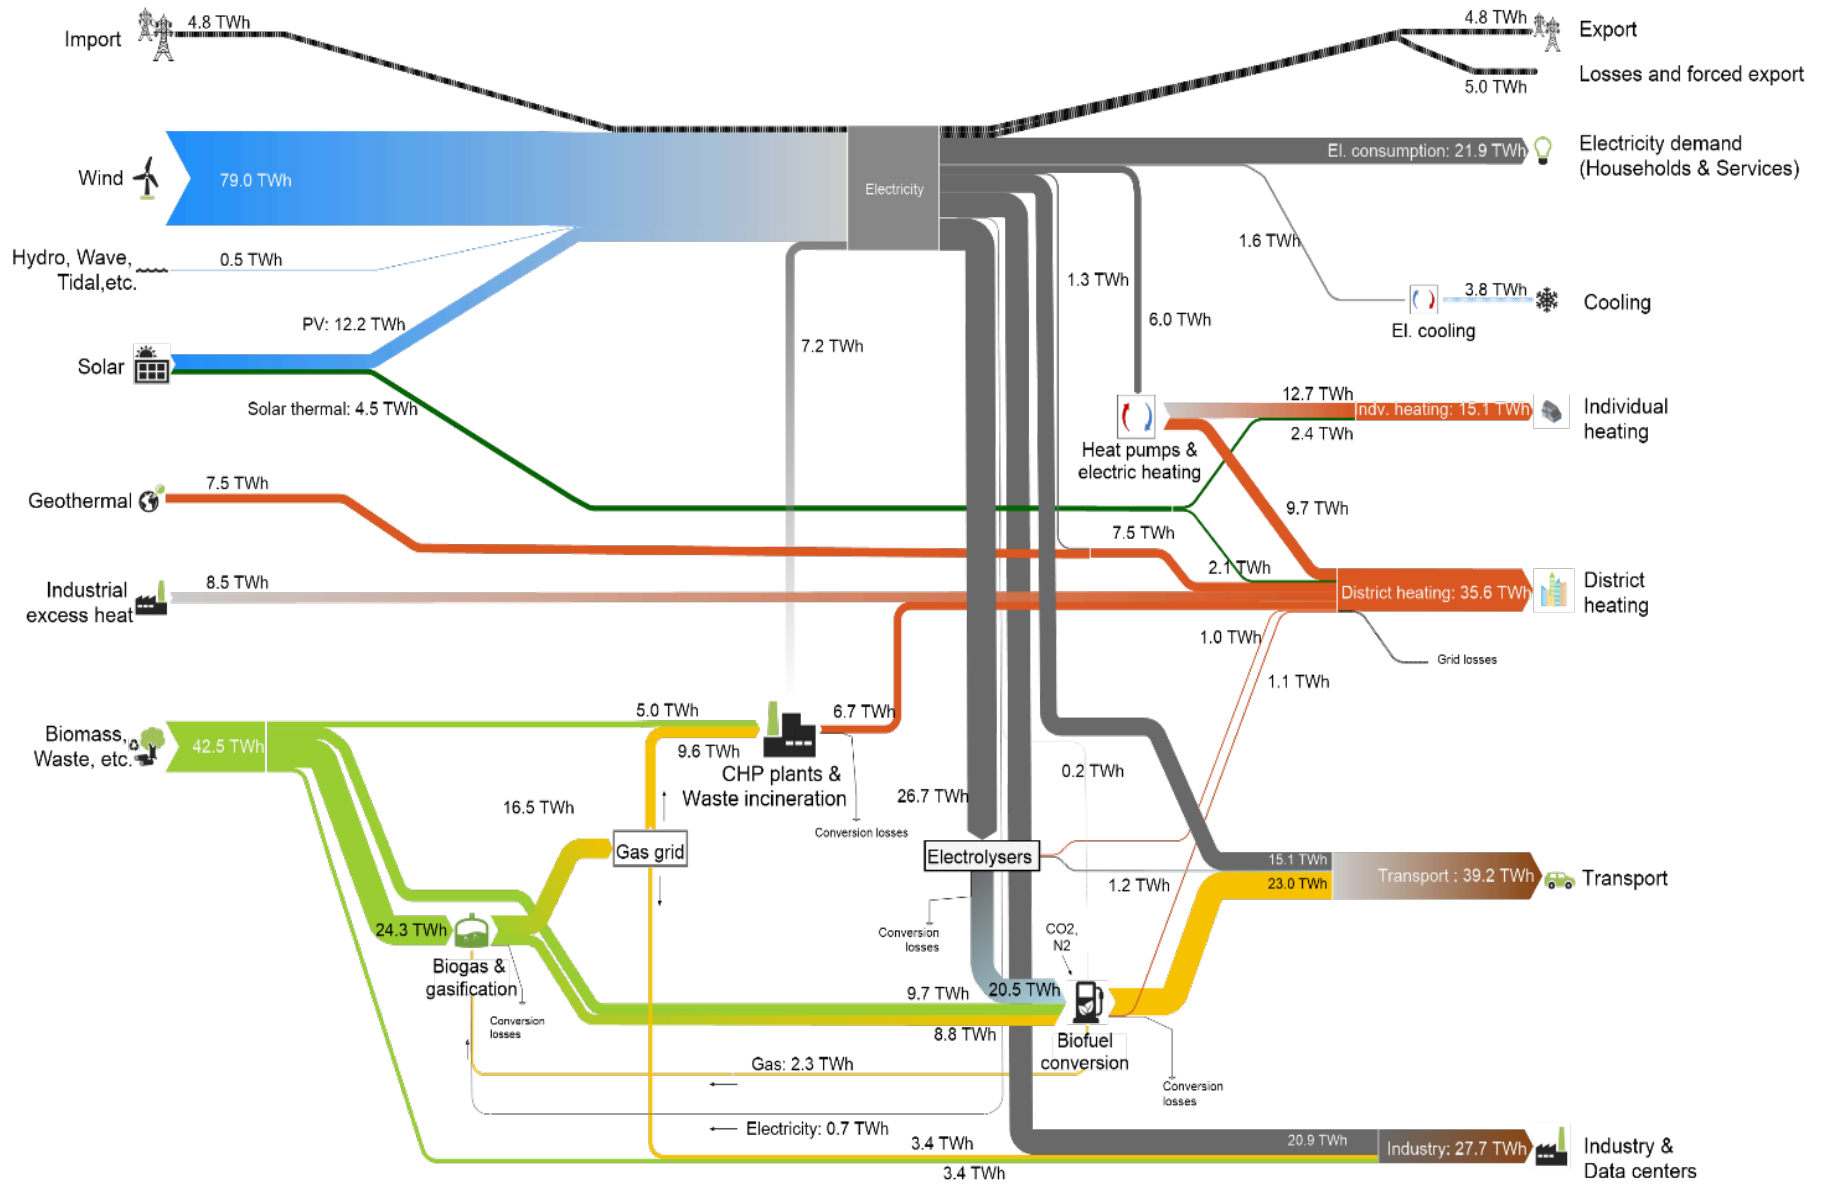 4.8 TWh
Import
Wind
79.0 TWh
Hydro, Wave,
Tidal,etc.
0.5 TWh
PV: 12.2 TWh
Solar
Solar thermal: 4.5 TWh
Geothermal
7.5 TWh
Industrial
excess heat
8.5 TWh
Biomass,
Waste, etc.
42.5 TWh
5.0 TWh
9.6 TWh
16.5 TWh
Gas grid
24.3 TWh
Biogas &
gasification
Conversion
losses
Electricity
7.2 TWh
6.7 TWh
CHP plants &
Waste incineration
Conversion losses
26.7 TWh
Electrolysers
Conversion
losses
CO2,
N2
20.5 TWh
9.7 TWh
8.8 TWh
Biofuel
conversion
Conversion
losses
Gas: 2.3 TWh
Electricity: 0.7 TWh
3.4 TWh
3.4 TWh
4.8 TWh
Export
Losses and forced export
5.0 TWh
El. consumption: 21.9 TWh
Electricity demand
(Households & Services)
1.6 TWh
1.3 TWh
6.0 TWh
3.8 TWh
Cooling
El. cooling
12.7 TWh
Indv. heating: 15.1 TWh
Individual
heating
2.4 TWh
Heat pumps &
electric heating
9.7 TWh
7.5 TWh
2.1 TWh
District heating: 35.6 TWh
District
heating
1.0 TWh
Grid losses
1.1 TWh
0.2 TWh
1.2 TWh
15.1 TWh
23.0 TWh
Transport : 39.2 TWh
Transport
20.9 TWh
Industry: 27.7 TWh
Industry &
Data centers